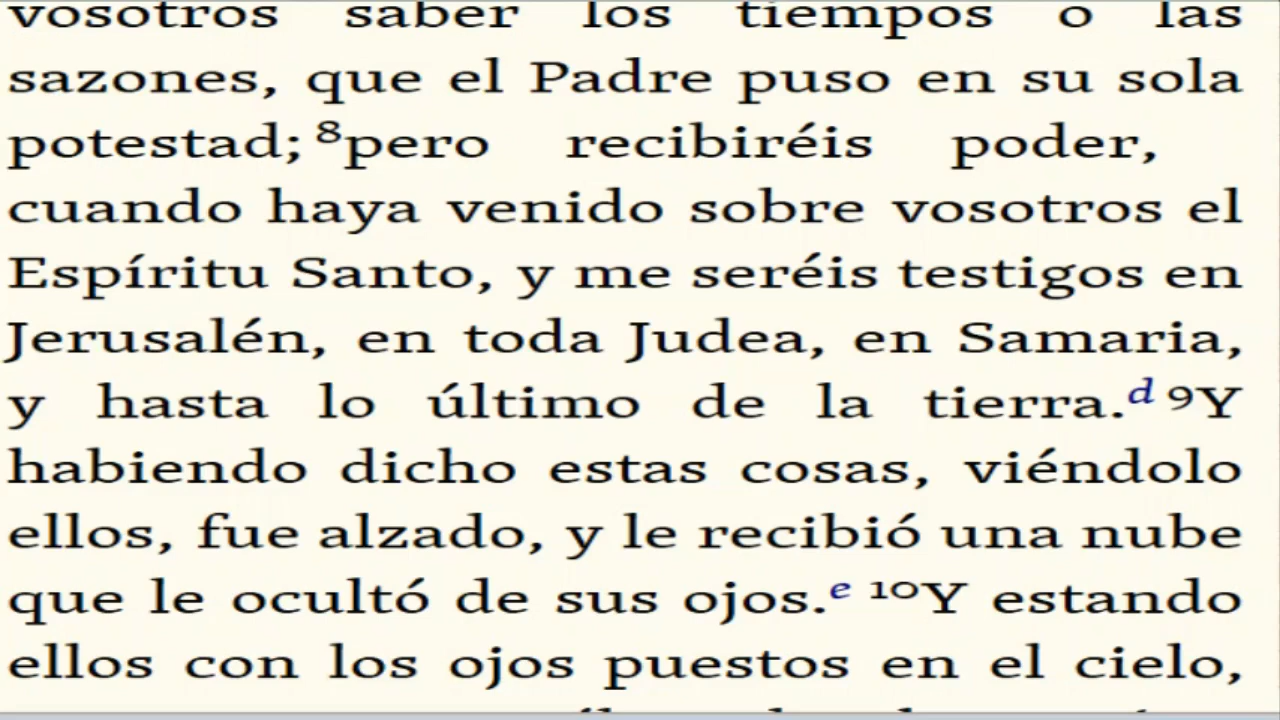 vosotros saber los tiempos o las
sazones, que el Padre puso en su sola
potestad; 8pero recibiréis poder,
cuando haya venido sobre vosotros el
Espíritu Santo, y me seréis testigos en
Jerusalén, en toda Judea, en Samaria,
y hasta lo último de la tierra.d 9Y
habiendo dicho estas cosas, viéndolo
ellos, fue alzado, y le recibió una nube
que le ocultó de sus ojos.e 10Y estando
ellos con los ojos puestos en el cielo,